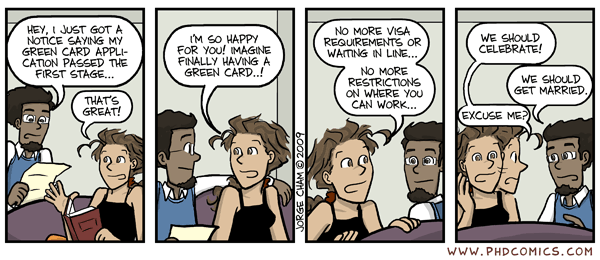 HEY, I JUST GOT A
NOTICE SAYING MY
GREEN CARD APPLI-
CATION PASSED THE
FIRST STAGE...
THAT'S
GREAT!
I'M SO HAPPY
FOR YOU! IMAGINE
FINALLY HAVING A
GREEN CARD..!
JORGE CHAM © 2009
NO MORE VISA
REQUIREMENTS OR
WAITING IN LINE...
NO MORE
RESTRICTIONS
ON WHERE YOU
CAN WORK...
WE SHOULD
CELEBRATE!
WE SHOULD
GET MARRIED.
EXCUSE ME?
WWW.PHDCOMICS.COM